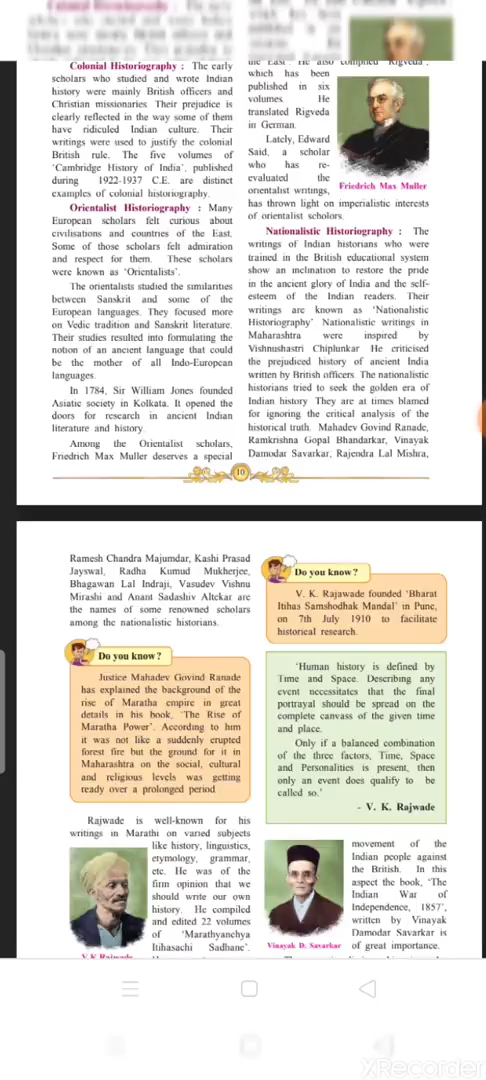 Colonial Historiography : The early
scholars who studied and wrote Indian
history were mainly British officers and
Christian missionaries. Their prejudice is
clearly reflected in the way some of them
have ridiculed Indian culture. Their
writings were used to justify the colonial
British rule. The five volumes of
'Cambridge History of India', published
during 1922-1937 C.E. are distinct
examples of colonial historiography.
Orientalist Historiography : Many
European scholars felt curious about
civilisations and countries of the East.
Some of those scholars felt admiration
and respect for them. These scholars
were known as 'Orientalists'.
The orientalists studied the similarities
between Sanskrit and some of the
European languages. They focused more
on Vedic tradition and Sanskrit literature.
Their studies resulted into formulating the
notion of an ancient language that could
be the mother of all Indo-European
languages.
In 1784, Sir William Jones founded
Asiatic society in Kolkata. It opened the
doors for research in ancient Indian
literature and history.
Among the Orientalist scholars,
Friedrich Max Muller deserves a special
the East. He also compiled 'Rigveda',
which has been
published in six
volumes. He
translated Rigveda
in German.
Lately, Edward
Said, a scholar
who has re-
evaluated the
orientalist writings,
Friedrich Max Muller
has thrown light on imperialistic interests
of orientalist scholors.
Nationalistic Historiography : The
writings of Indian historians who were
trained in the British educational system
show an inclination to restore the pride
in the ancient glory of India and the self-
esteem of the Indian readers. Their
writings are known as 'Nationalistic
Historiography' Nationalistic writings in
Maharashtra were inspired by
Vishnushastri Chiplunkar He criticised
the prejudiced history of ancient India
written by British officers. The nationalistic
historians tried to seek the golden era of
Indian history They are at times blamed
for ignoring the critical analysis of the
historical truth. Mahadev Govind Ranade,
Ramkrishna Gopal Bhandarkar, Vinayak
Damodar Savarkar, Rajendra Lal Mishra,
10
Ramesh Chandra Majumdar, Kashi Prasad
Jayswal, Radha Kumud Mukherjee,
Bhagawan Lal Indraji, Vasudev Vishnu
Mirashi and Anant Sadashiv Altekar are
the names of some renowned scholars
among the nationalistic historians.
Do you know?
Justice Mahadev Govind Ranade
has explained the background of the
rise of Maratha empire in great
details in his book, 'The Rise of
Maratha Power'. According to him
it was not like a suddenly erupted
forest fire but the ground for it in
Maharashtra on the social, cultural
and religious levels was getting
ready over a prolonged period
Rajwade is well-known for his
writings in Marathi on varied subjects
like history, linguistics,
etymology, grammar,
etc. He was of the
firm opinion that we
should write our own
history. He compiled
and edited 22 volumes
of 'Marathyanchya
Itihasachi Sadhane'.
V.K.Rajwade
Do you know?
V. K. Rajawade founded 'Bharat
Itihas Samshodhak Mandal' in Pune,
on 7th July 1910 to facilitate
historical research.
'Human history is defined by
Time and Space. Describing any
event necessitates that the final
portrayal should be spread on the
complete canvass of the given time
and place.
Only if a balanced combination
of the three factors, Time, Space
and Personalities is present, then
only an event does qualify to be
called so.'
- V. K. Rajwade
movement of the
Indian people against
the British. In this
aspect the book, 'The
Indian War of
Independence, 1857',
written by Vinayak
Damodar Savarkar is
of great importance.
Vinayak D. Savarkar
XRecorder